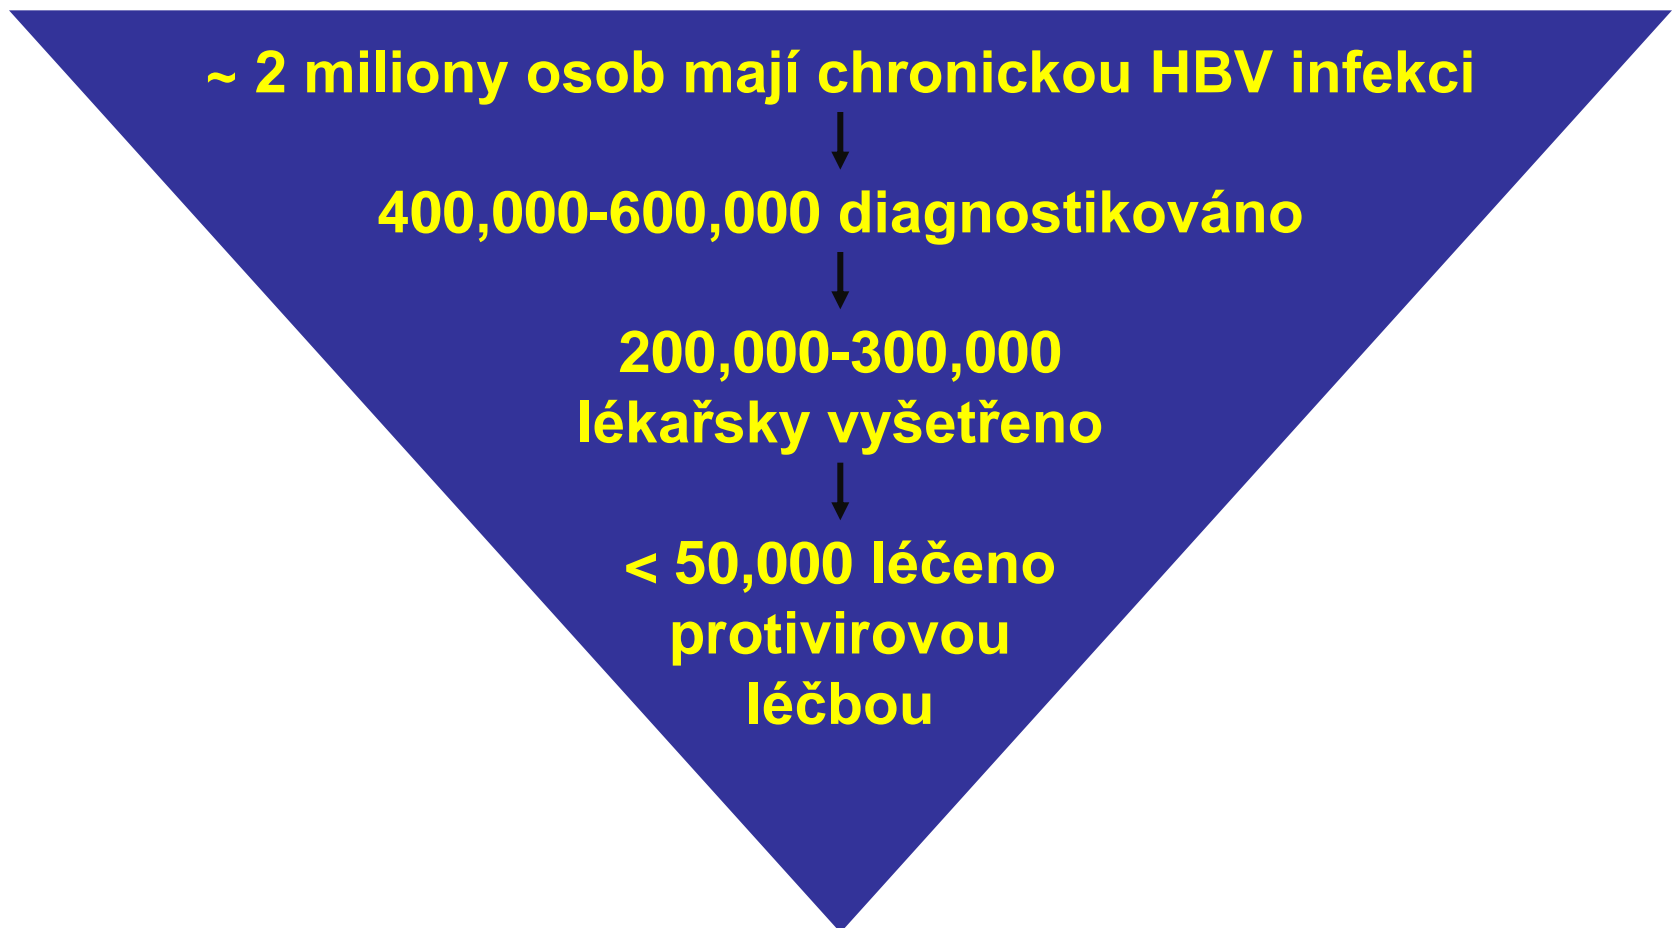 ~ 2 miliony osob mají chronickou HBV infekci
400,000-600,000 diagnostikováno
200,000-300,000
lékařsky vyšetřeno
< 50,000 léčeno
protivirovou
léčbou